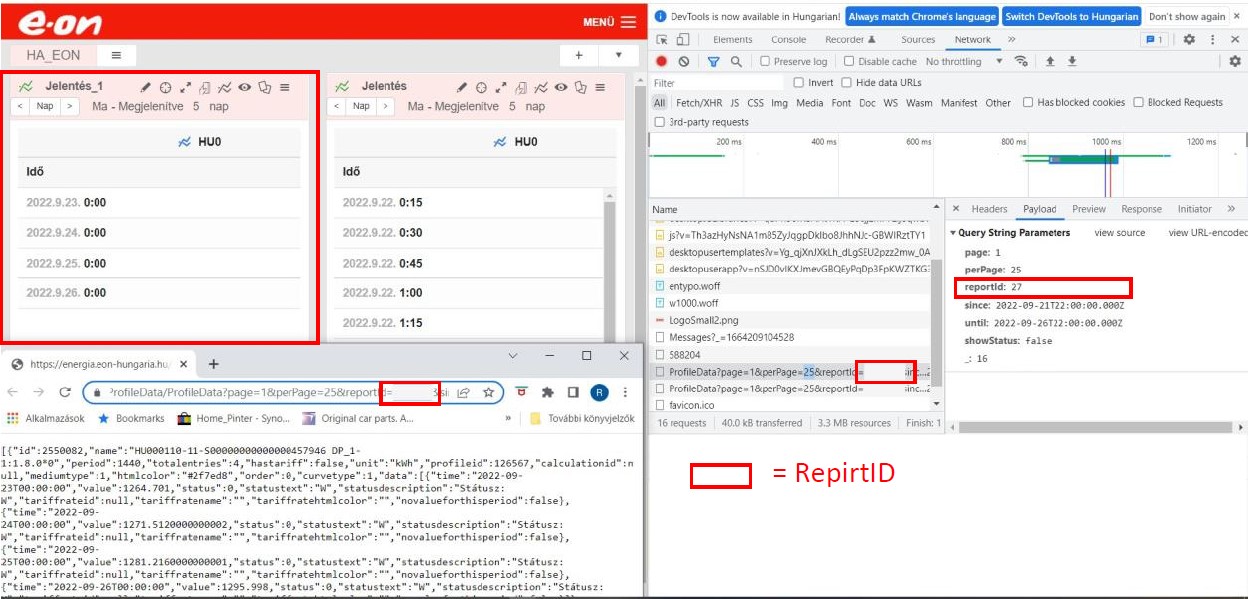 e·on
MENÜ
HA_EON
Jelentés_1
< Nap > Ma - Megjelenitve 5 nap
HU0
Idő
2022.9.23. 0:00
2022.9.24. 0:00
2022.9.25. 0:00
2022.9.26. 0:00
Jelentés
< Nap > Ma - Megjelenitve 5 nap
HU0
Idő
2022.9.22. 0:15
2022.9.22. 0:30
2022.9.22. 0:45
2022.9.22. 1:00
2022.9.22. 1:15
DevTools is now available in Hungarian! Always match Chrome's language Switch DevTools to Hungarian Don't show again ×
Elements Console Recorder Sources Network » 1
Preserve log Disable cache No throttling
Filter Invert Hide data URLs
All Fetch/XHR JS CSS Img Media Font Doc WS Wasm Manifest Other Has blocked cookies Blocked Requests
3rd-party requests
200 ms 400 ms 600 ms 800 ms 1000 ms 1200 ms
Name
js?v=Th3azHyNsNA1m85ZyJqgpDkIbo8JhhNJc-GBWIRztTY1
desktopusertemplates?v=Yg_qjXnJXkLh_dLgSEU2pzz2mw_0A
entypo.woff
w1000.woff
LogoSmall2.png
Messages?_=1664209104528
588204
ProfileData?page=1&perPage=25&reportId= sinc...2
ProfileData?page=1&perPage=25&reportId= sinc...2
favicon.ico
16 requests 40.0 kB transferred 3.3 MB resources Finish: 1
× Headers Payload Preview Response Initiator »
Query String Parameters view source view URL-encoded
page: 1
perPage: 25
reportId: 27
since: 2022-09-21T22:00:00.000Z
until: 2022-09-26T22:00:00.000Z
showStatus: false
_: 16
= RepirtID
https://energia.eon-hungaria.hu × +
ProfileData/ProfileData?page=1&perPage=25&reportId= R
Alkalmazások Bookmarks Home_Pinter - Syno... Original car parts. A... » További könyvjelzők
[{"id":2550082,"name":"HU000110-11-S00000000000000457946 DP_1-
1:1.8.0*0","period":1440,"totalentries":4,"hastariff":false,"unit":"kWh","profileid":126567,"calculationid":n
ull,"mediumtype":1,"htmlcolor":"#2f7ed8","order":0,"curvetype":1,"data":[{"time":"2022-09-
23T00:00:00","value":1264.701,"status":0,"statustext":"W","statusdescription":"Státusz:
W","tariffrateid":null,"tariffratename":"","tariffratehtmlcolor":"","novalueforthisperiod":false},
{"time":"2022-09-
24T00:00:00","value":1271.5120000000002,"status":0,"statustext":"W","statusdescription":"Státusz:
W","tariffrateid":null,"tariffratename":"","tariffratehtmlcolor":"","novalueforthisperiod":false},
{"time":"2022-09-
25T00:00:00","value":1281.2160000000001,"status":0,"statustext":"W","statusdescription":"Státusz:
W","tariffrateid":null,"tariffratename":"","tariffratehtmlcolor":"","novalueforthisperiod":false},
{"time":"2022-09-26T00:00:00","value":1295.998,"status":0,"statustext":"W","statusdescription":"Státusz: